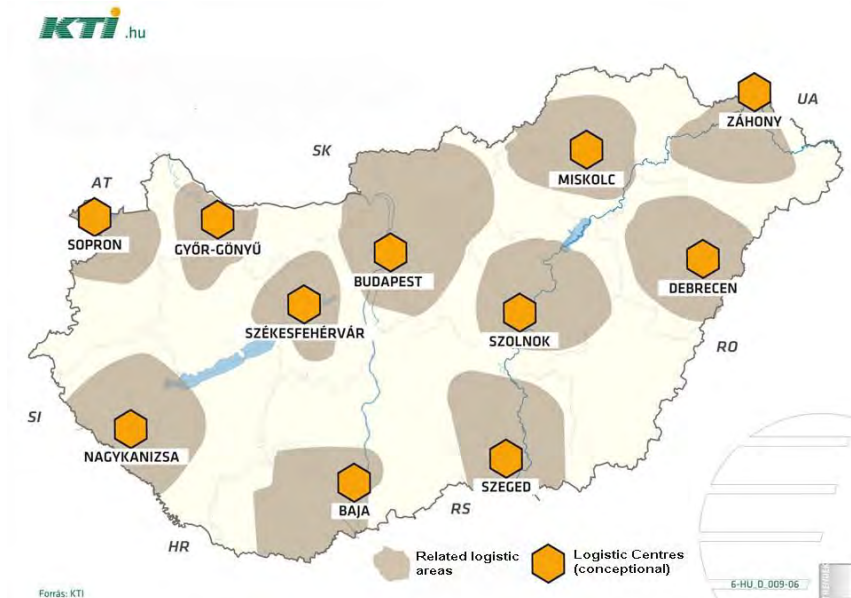 KTI .hu
UA
ZÁHONY
SK
MISKOLC
AT
SOPRON
GYŐR-GÖNYŰ
BUDAPEST
DEBRECEN
SZÉKESFEHÉRVÁR
SZOLNOK
RO
SI
NAGYKANIZSA
SZEGED
BAJA
RS
HR
Related logistic
areas
Logistic Centres
(conceptional)
6-HU_D_009-06
Forrás: KTI